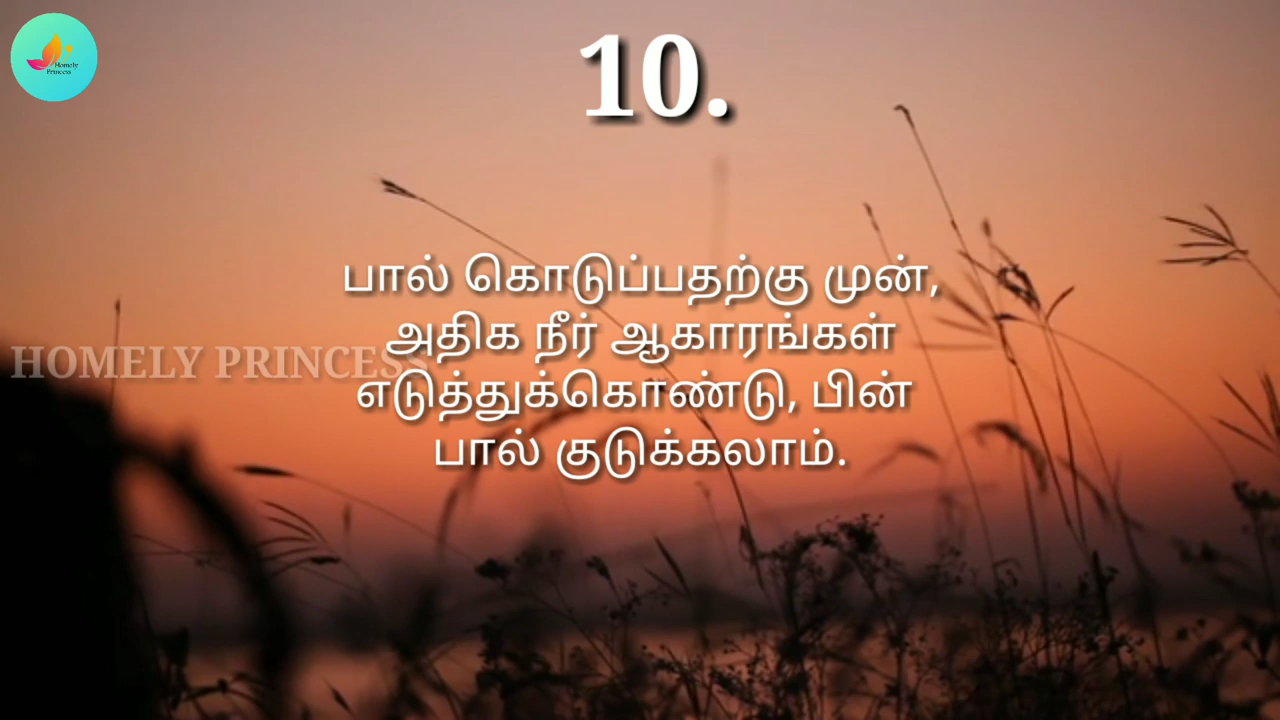 Homely
Princess
10.
பால் கொடுப்பதற்கு முன்,
அதிக நீர் ஆகாரங்கள்
HOMELY PRINCESS
எடுத்துக்கொண்டு, பின்
பால் குடுக்கலாம்.